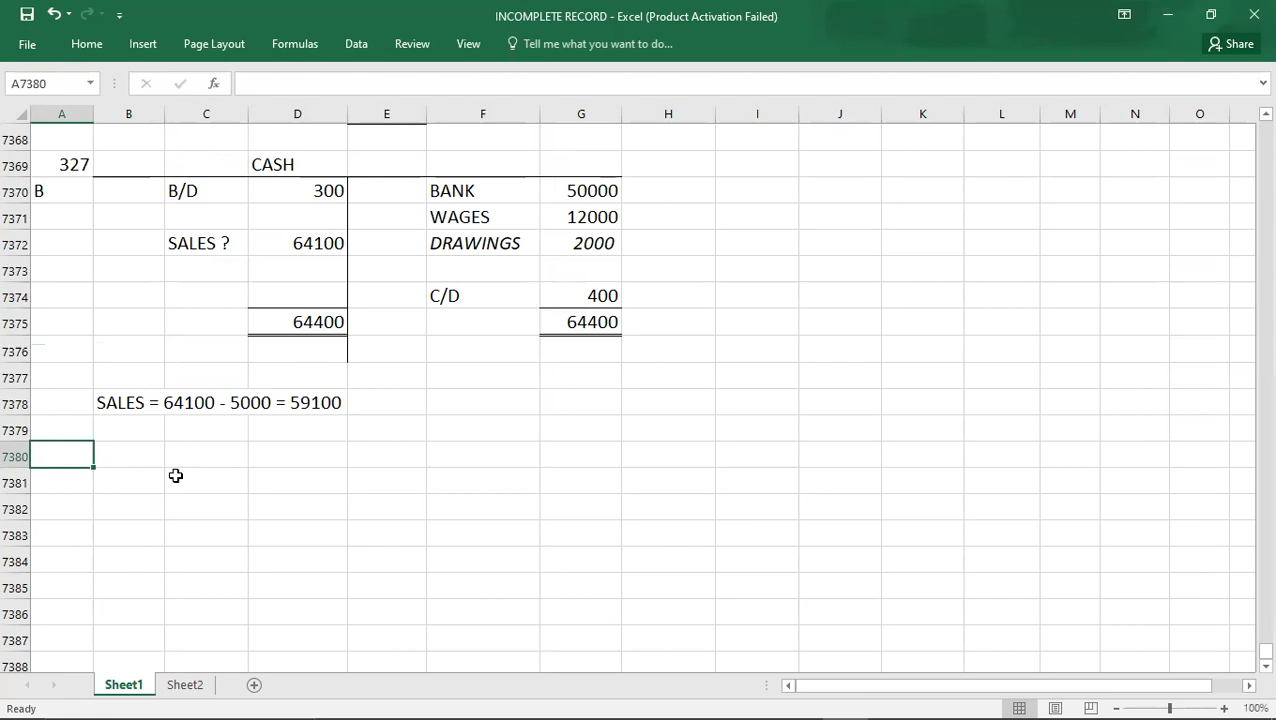 INCOMPLETE RECORD - Excel (Product Activation Failed)
File Home Insert Page Layout Formulas Data Review View Tell me what you want to do... Share
A7380 fx
A B C D E F G H I J K L M N O
7368
7369 327 CASH
7370 B B/D 300 BANK 50000
7371 WAGES 12000
7372 SALES ? 64100 DRAWINGS 2000
7373
7374 C/D 400
7375 64400 64400
7376
7377
7378 SALES = 64100 - 5000 = 59100
7379
7380
7381
7382
7383
7384
7385
7386
7387
7388
Sheet1 Sheet2
Ready 100%